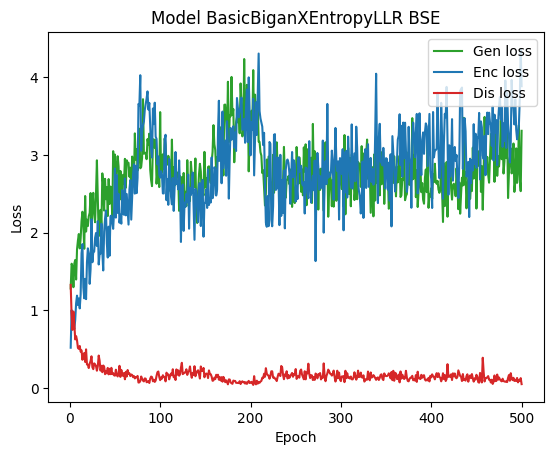 Model BasicBiganXEntropyLLR BSE
Gen loss
Enc loss
Dis loss
Loss
4
3
2
1
0
0 100 200 300 400 500
Epoch